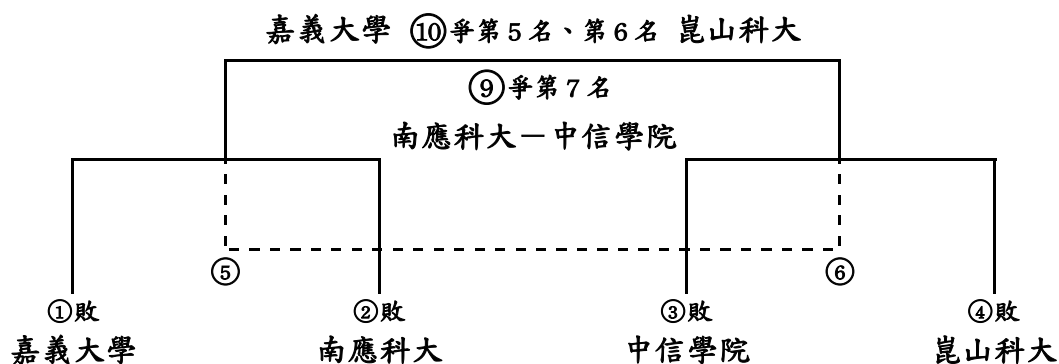 嘉義大學 ⑩爭第5名、第6名 崑山科大
⑨爭第7名
南應科大－中信學院
⑤ ⑥
①敗 ②敗 ③敗 ④敗
嘉義大學 南應科大 中信學院 崑山科大